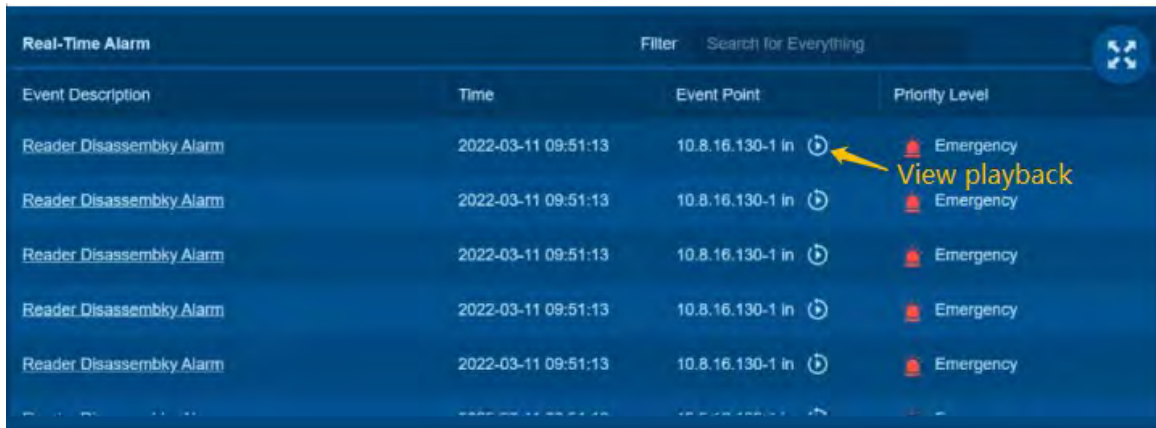 Real-Time Alarm Filter Search for Everything
Event Description Time Event Point Priority Level
Reader Disassembky Alarm 2022-03-11 09:51:13 10.8.16.130-1 in Emergency
View playback
Reader Disassembky Alarm 2022-03-11 09:51:13 10.8.16.130-1 in Emergency
Reader Disassembky Alarm 2022-03-11 09:51:13 10.8.16.130-1 in Emergency
Reader Disassembky Alarm 2022-03-11 09:51:13 10.8.16.130-1 in Emergency
Reader Disassembky Alarm 2022-03-11 09:51:13 10.8.16.130-1 in Emergency